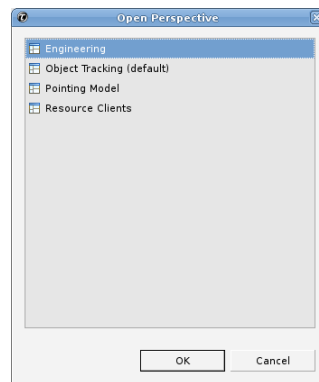 Open Perspective
Engineering
Object Tracking (default)
Pointing Model
Resource Clients
OK
Cancel